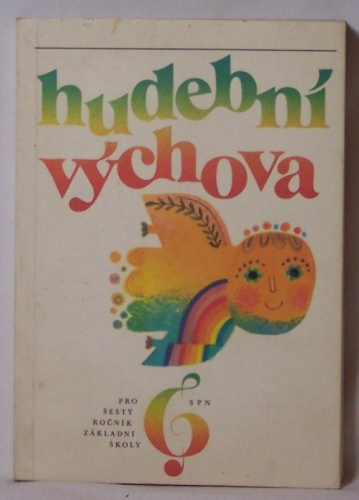 hudební
výchova
PRO
ŠESTÝ
ROČNÍK
ZÁKLADNÍ
ŠKOLY
6
SPN